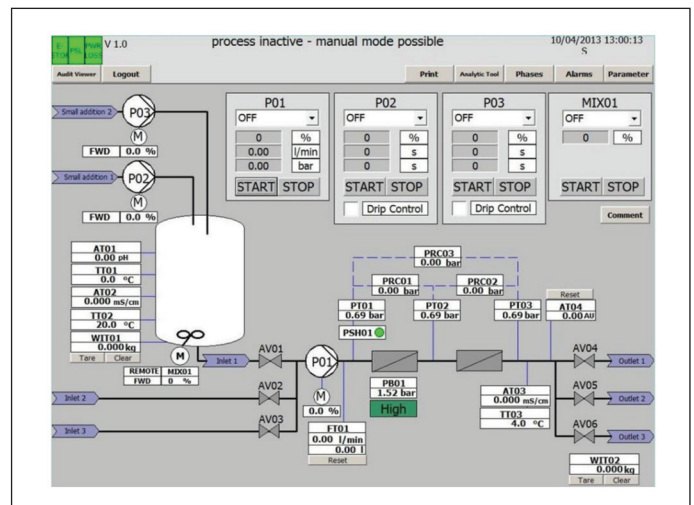 E-STOP PSL PWR LOSS V 1.0 process inactive - manual mode possible 10/04/2013 13:00:13
S
Audit Viewer Logout Print Analytic Tool Phases Alarms Parameter
Small addition 2 P03
M
FWD 0.0 %
Small addition 1 P02
M
FWD 0.0 %
P01
OFF
0 %
0.00 l/min
0.00 bar
START STOP
P02
OFF
0 %
0 s
0 s
START STOP
Drip Control
P03
OFF
0 %
0 s
0 s
START STOP
Drip Control
MIX01
OFF
0 %
START STOP
Comment
AT01
0.00 pH
TT01
0.0 °C
AT02
0.000 mS/cm
TT02
20.0 °C
WIT01
0.000 kg
Tare Clear
M
REMOTE MIX01
FWD 0 %
Inlet 1 AV01
Inlet 2 AV02
Inlet 3 AV03
P01
M
0.0 %
FT01
0.00 l/min
0.00 l
Reset
PRC03
0.00 bar
PRC01
0.00 bar
PRC02
0.00 bar
PT01
0.69 bar
PT02
0.69 bar
PT03
0.69 bar
PSH01
PB01
1.52 bar
High
Reset
AT04
0.00 AU
AT03
0.000 mS/cm
TT03
4.0 °C
AV04 Outlet 1
AV05 Outlet 2
AV06 Outlet 3
WIT02
0.000 kg
Tare Clear